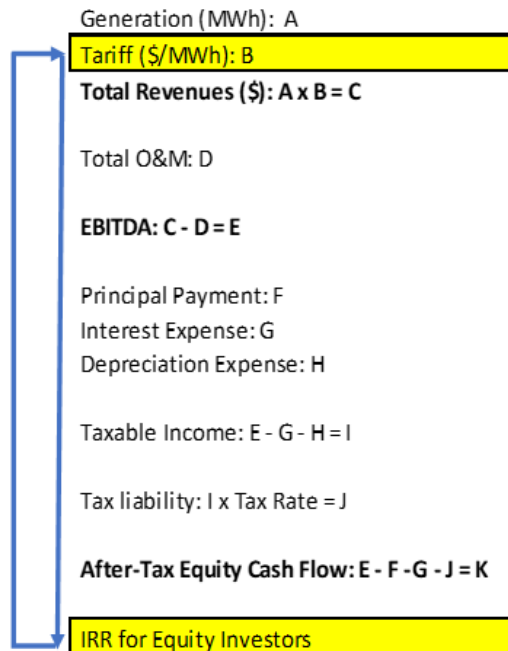 Generation (MWh): A
Tariff ($/MWh): B
Total Revenues ($): A x B = C
Total O&M: D
EBITDA: C - D = E
Principal Payment: F
Interest Expense: G
Depreciation Expense: H
Taxable Income: E - G - H = I
Tax liability: I x Tax Rate = J
After-Tax Equity Cash Flow: E - F -G - J = K
IRR for Equity Investors